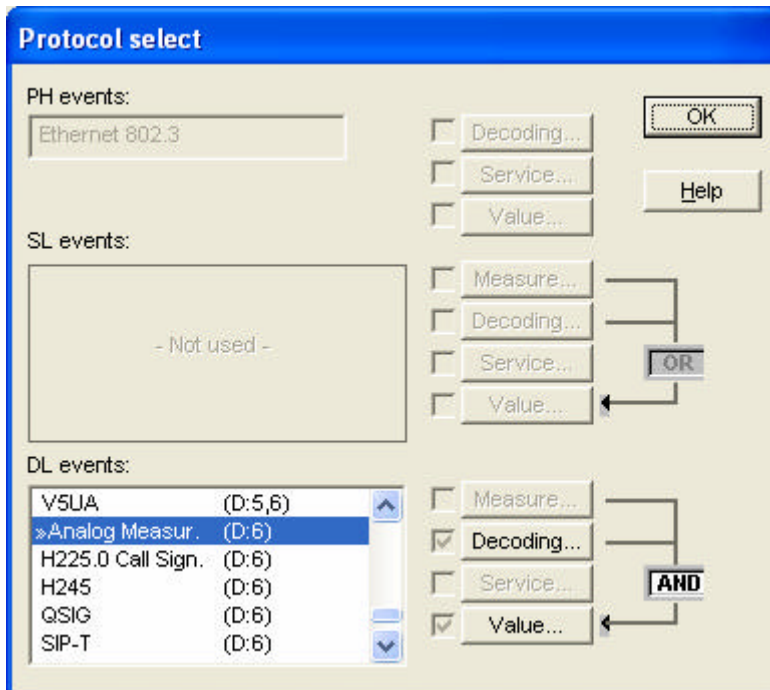 Protocol select
PH events:
Ethernet 802.3
Decoding...
Service...
Value...
OK
Help
SL events:
- Not used -
Measure...
Decoding...
Service...
Value...
OR
DL events:
V5UA (D:5,6)
»Analog Measur. (D:6)
H225.0 Call Sign. (D:6)
H245 (D:6)
QSIG (D:6)
SIP-T (D:6)
Measure...
Decoding...
Service...
Value...
AND